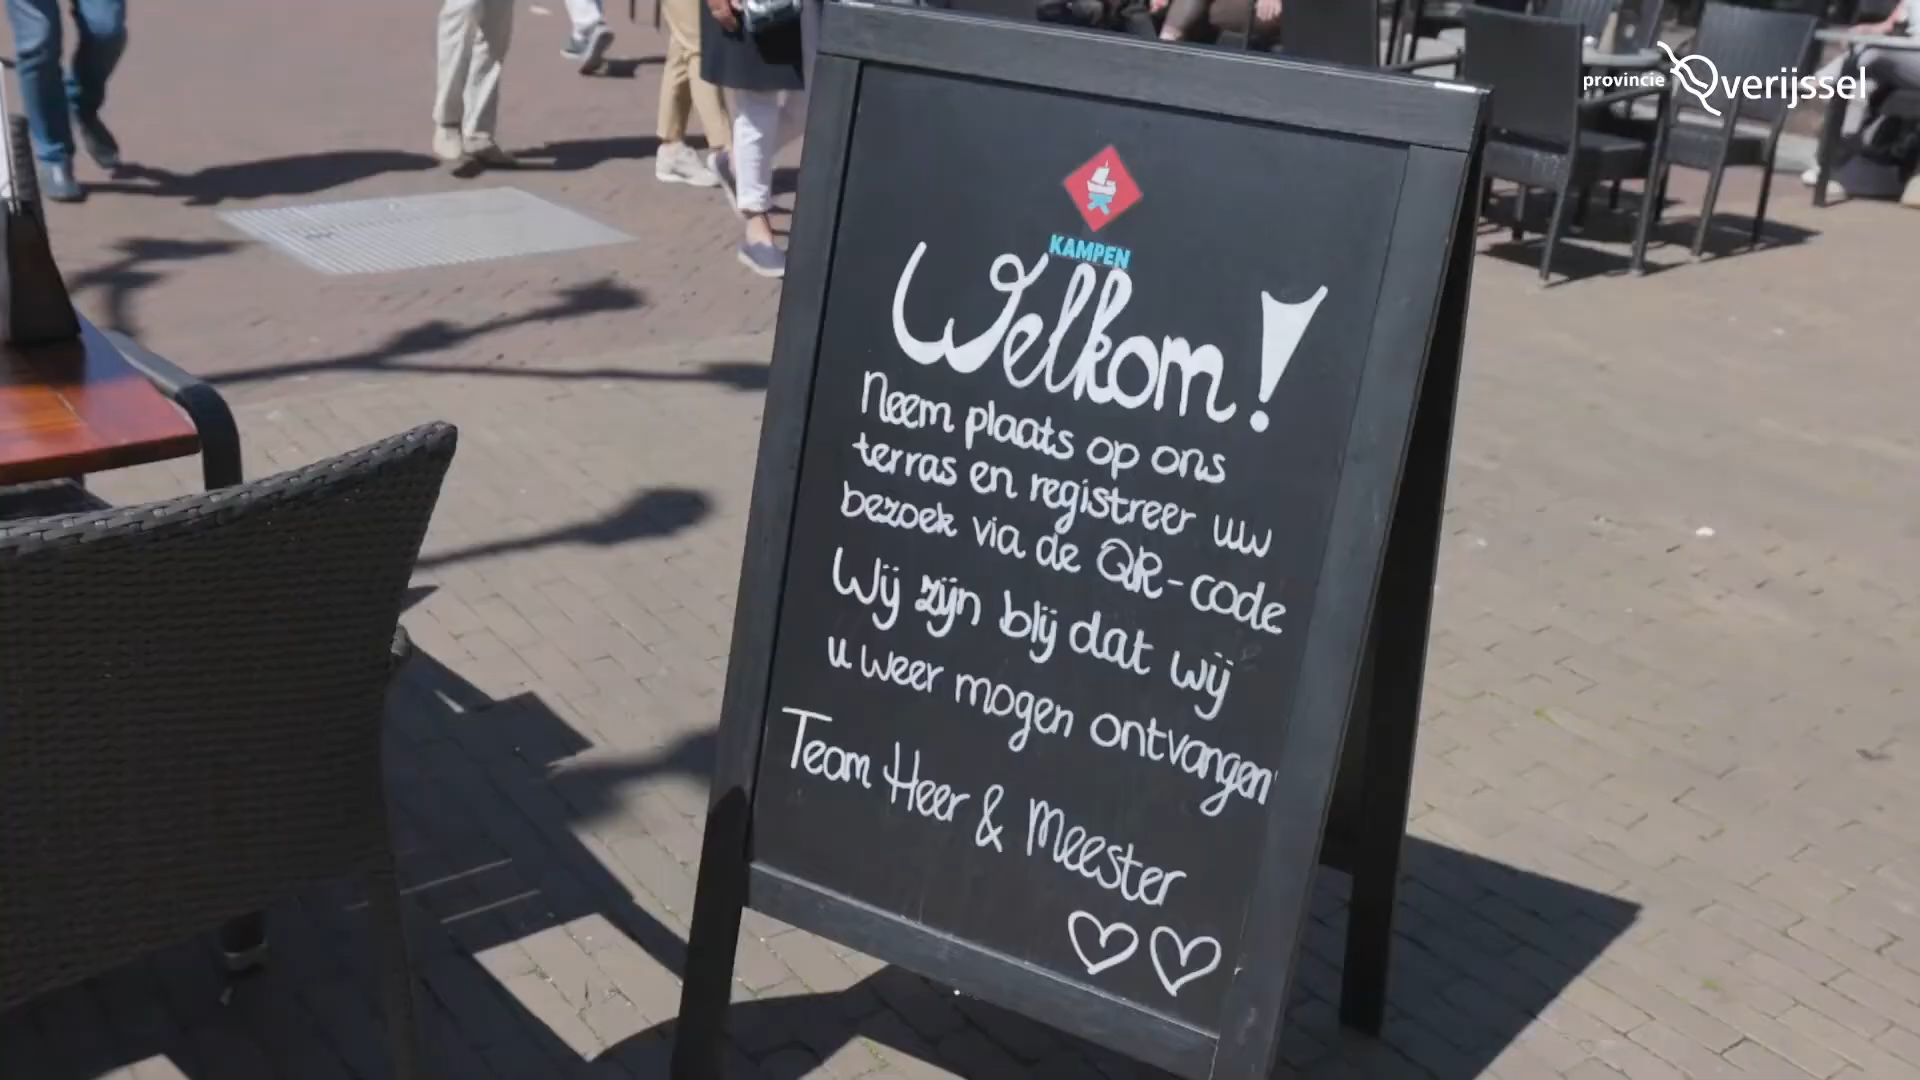 provincie Overijssel
KAMPEN
Welkom!
Neem plaats op ons
terras en registreer uw
bezoek via de QR-code
Wij zijn blij dat wij
u weer mogen ontvangen
Team Heer & Meester